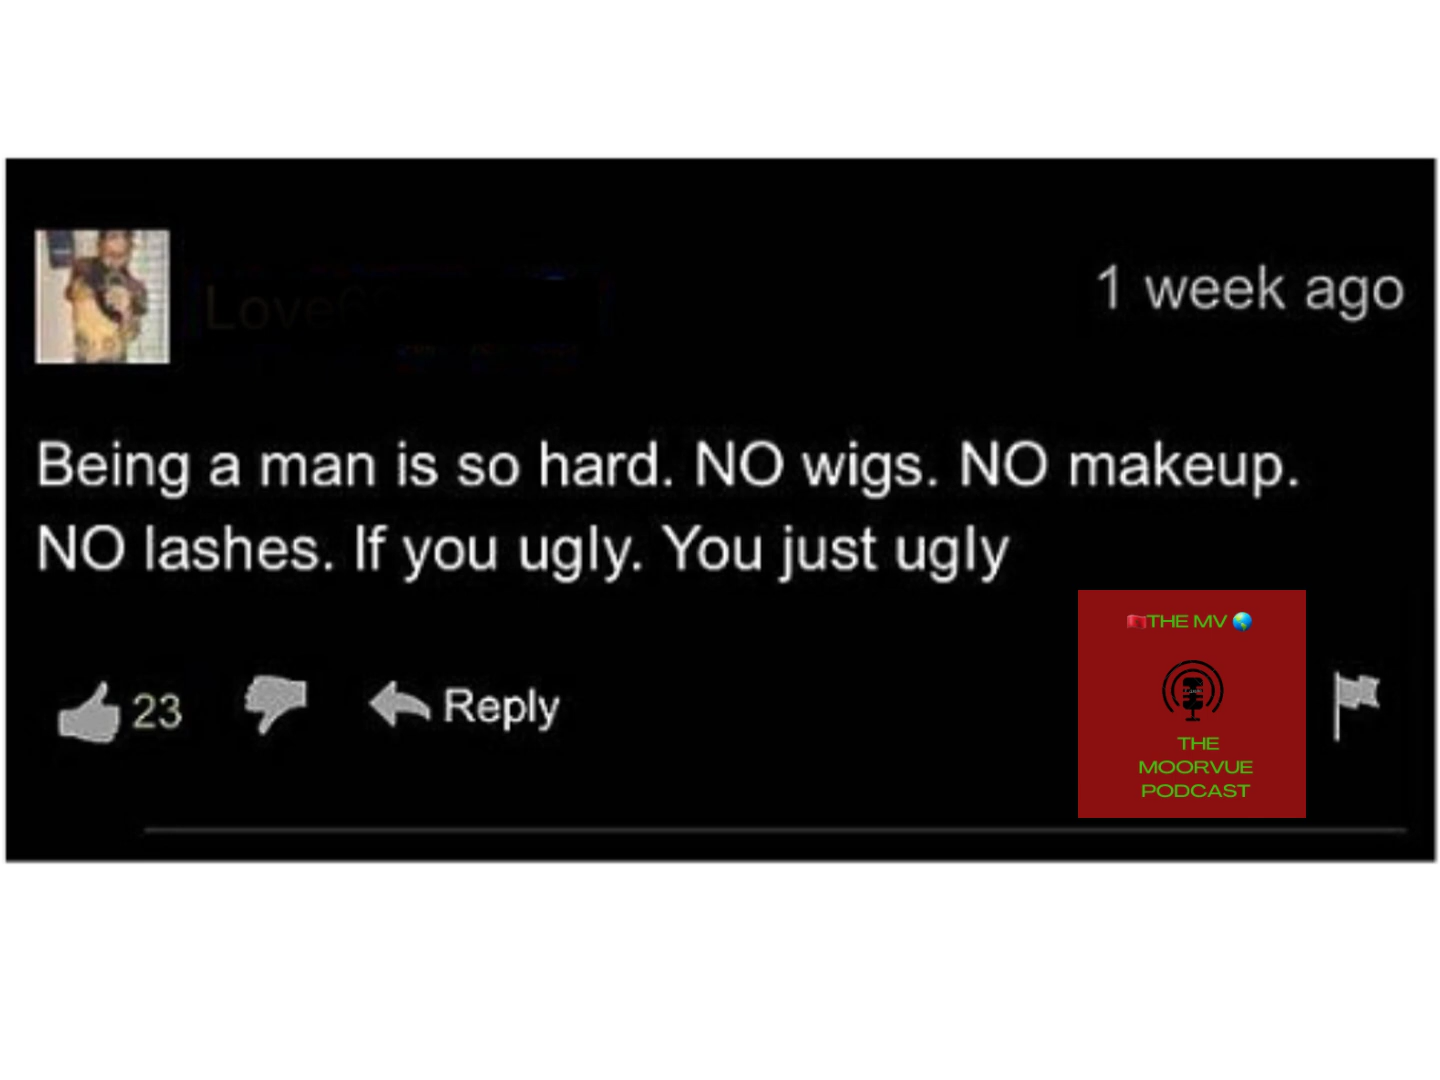 Love6
1 week ago
Being a man is so hard. NO wigs. NO makeup.
NO lashes. If you ugly. You just ugly
23
Reply
THE MV
THE
MOORVUE
PODCAST